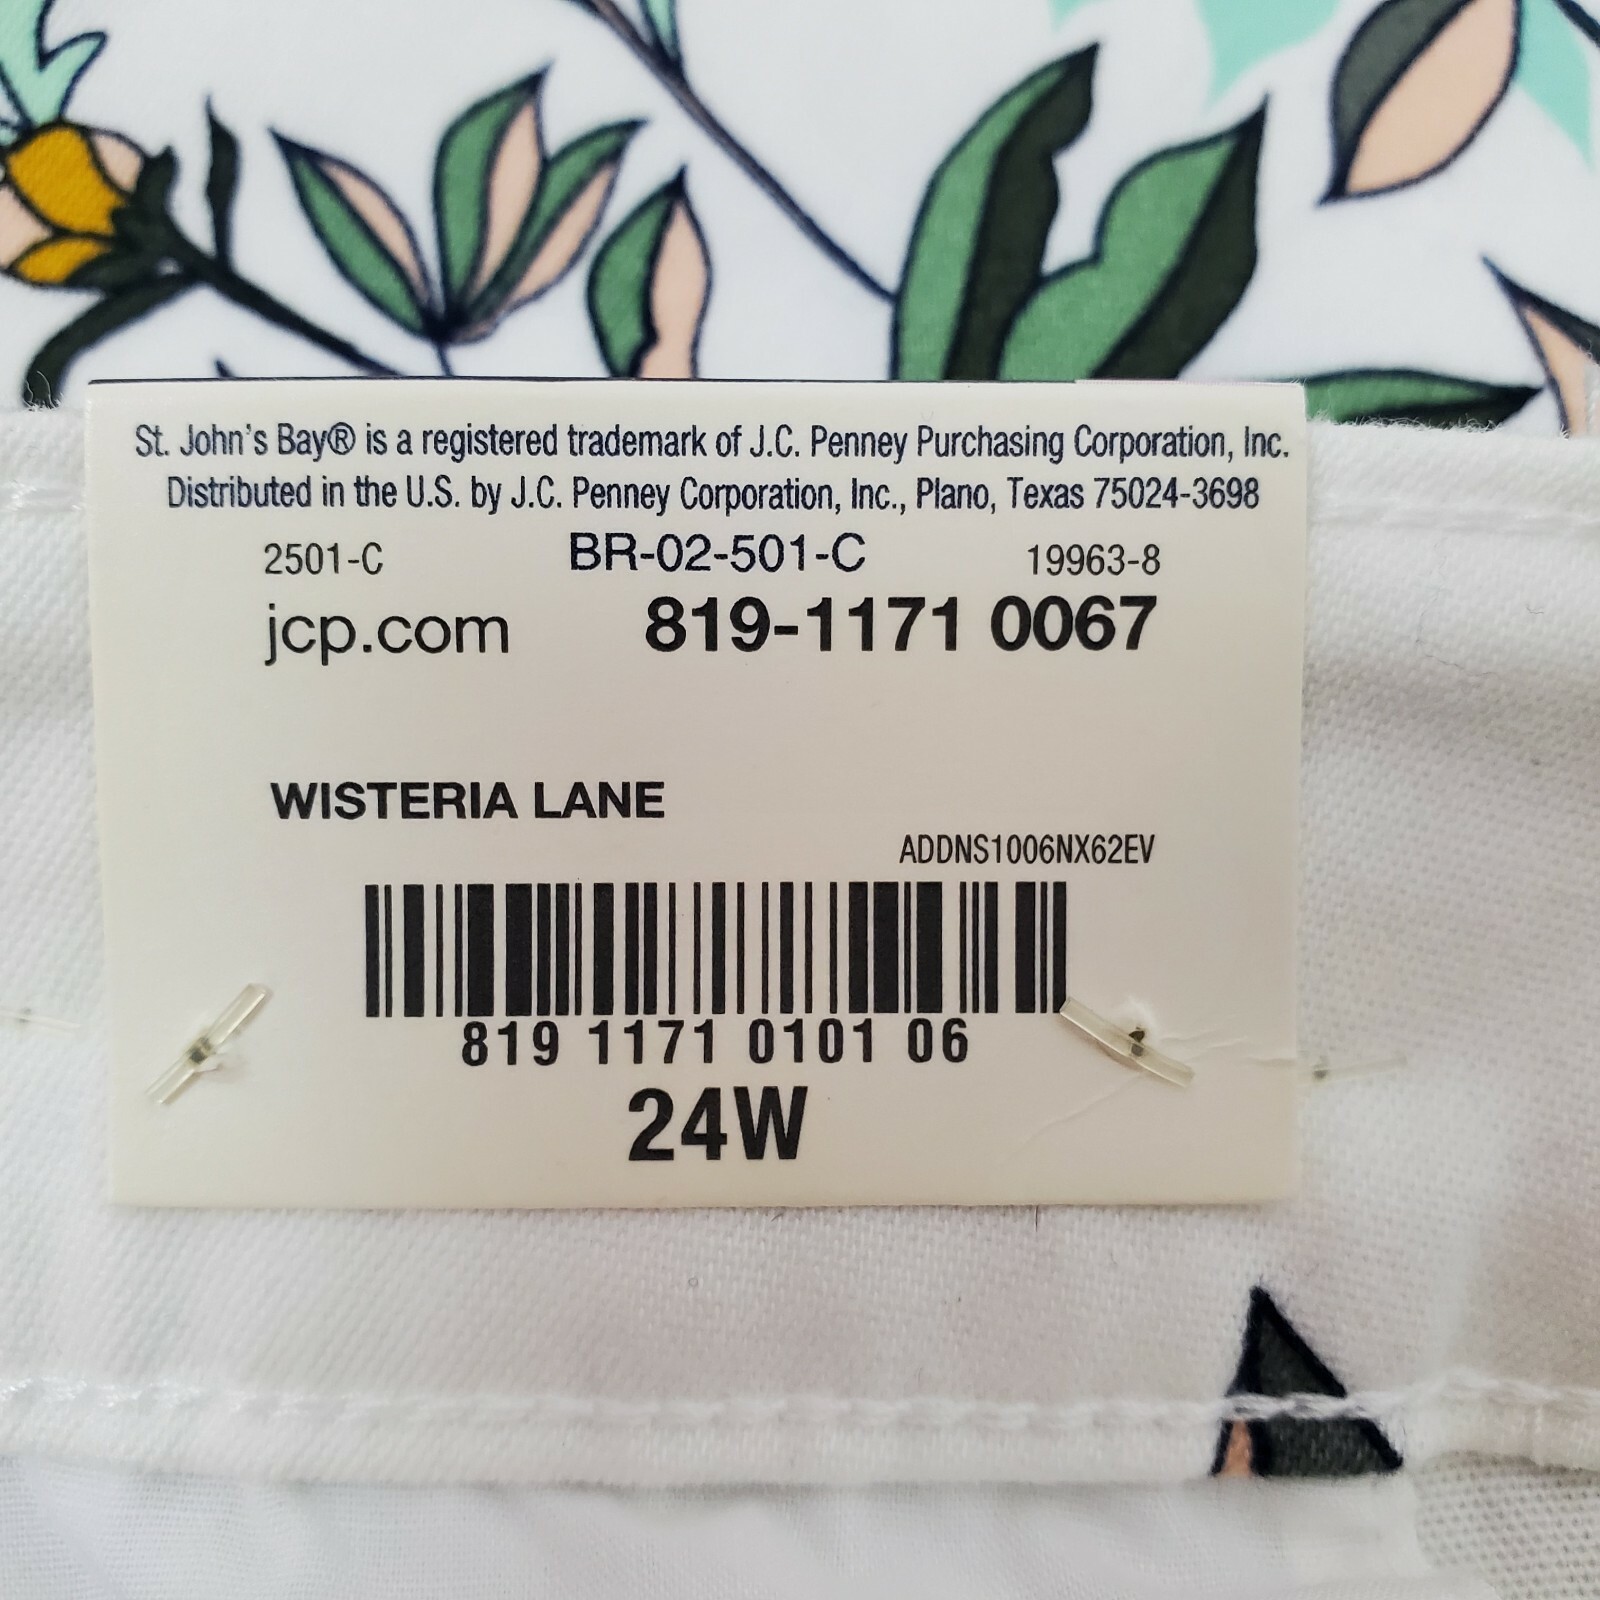 St. John's Bay® is a registered trademark of J.C. Penney Purchasing Corporation, Inc.
Distributed in the U.S. by J.C. Penney Corporation, Inc., Plano, Texas 75024-3698
2501-C BR-02-501-C 19963-8
jcp.com 819-1171 0067
WISTERIA LANE
ADDNS1006NX62EV
819 1171 0101 06
24W